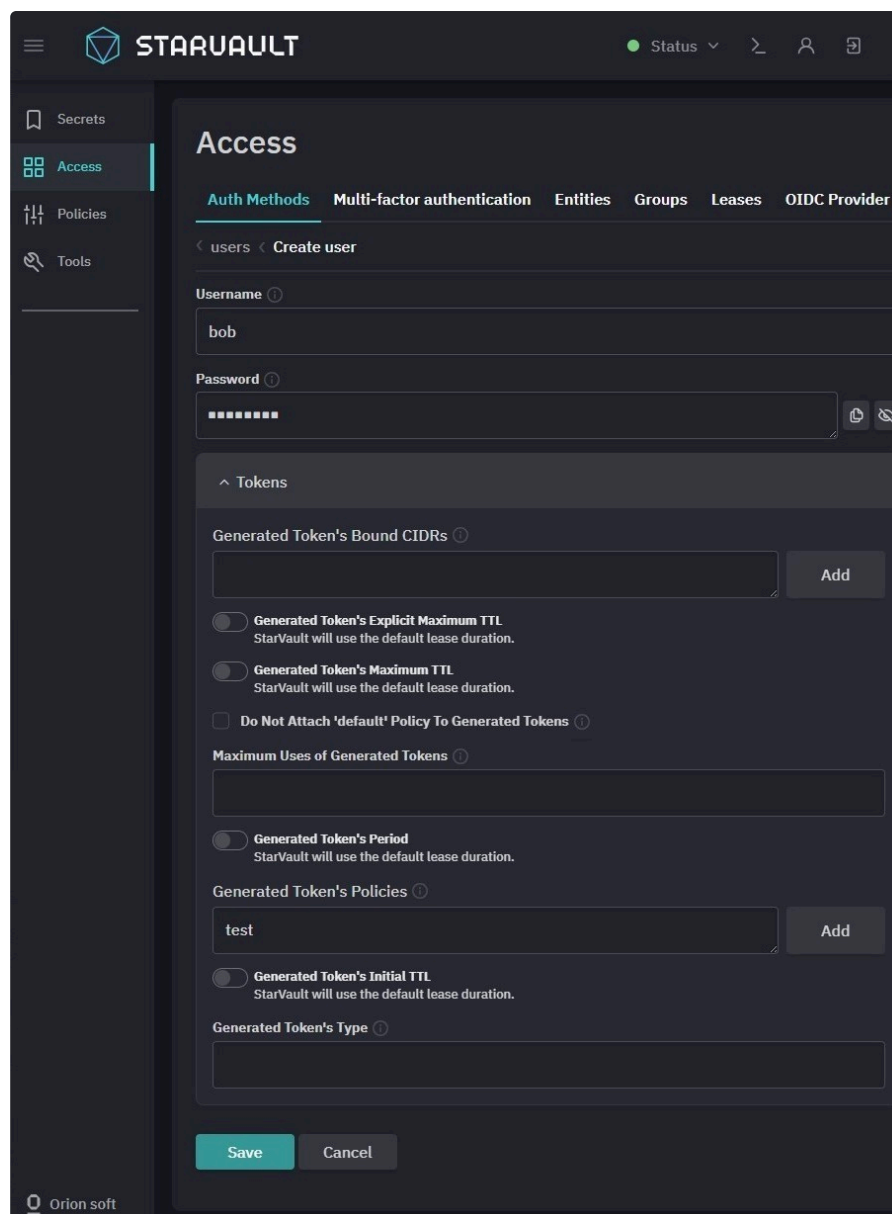 STARVAULT
Status
Secrets
Access
Policies
Tools
Access
Auth Methods Multi-factor authentication Entities Groups Leases OIDC Provider
users Create user
Username
bob
Password
Tokens
Generated Token's Bound CIDRs
Add
Generated Token's Explicit Maximum TTL
StarVault will use the default lease duration.
Generated Token's Maximum TTL
StarVault will use the default lease duration.
Do Not Attach 'default' Policy To Generated Tokens
Maximum Uses of Generated Tokens
Generated Token's Period
StarVault will use the default lease duration.
Generated Token's Policies
test Add
Generated Token's Initial TTL
StarVault will use the default lease duration.
Generated Token's Type
Save Cancel
Orion soft